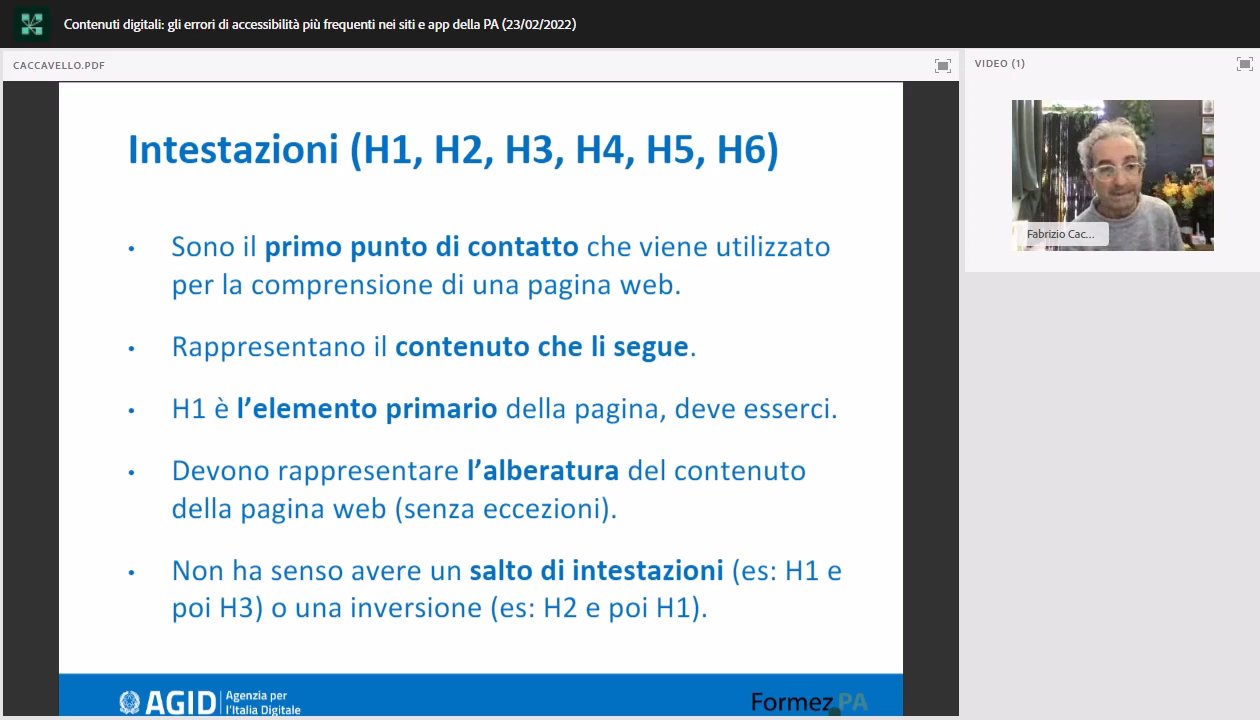 Contenuti digitali: gli errori di accessibilità più frequenti nei siti e app della PA (23/02/2022)
CACCAVELLO.PDF
VIDEO (1)
Intestazioni (H1, H2, H3, H4, H5, H6)
• Sono il primo punto di contatto che viene utilizzato
per la comprensione di una pagina web.
• Rappresentano il contenuto che li segue.
• H1 è l’elemento primario della pagina, deve esserci.
• Devono rappresentare l’alberatura del contenuto
della pagina web (senza eccezioni).
• Non ha senso avere un salto di intestazioni (es: H1 e
poi H3) o una inversione (es: H2 e poi H1).
AGID
Agenzia per
l’Italia Digitale
Formez PA
Fabrizio Cac...